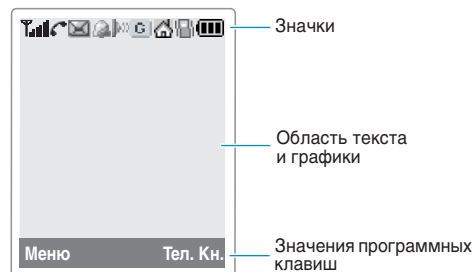 G
Значки
Область текста
и графики
Меню Тел. Кн.
Значения программных
клавиш